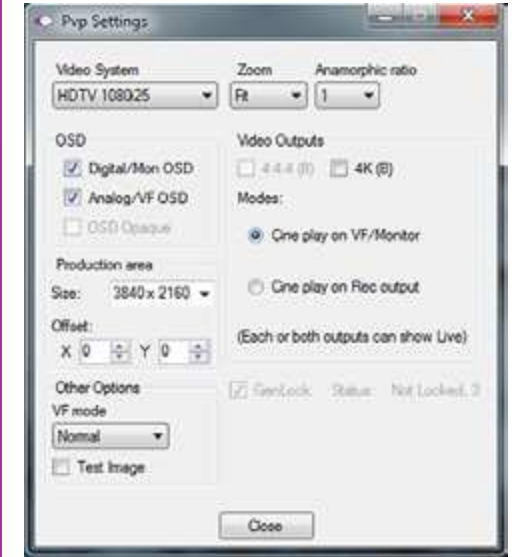 Pvp Settings
Video System
Zoom
Anamorphic ratio
HDTV 1080i25
Fit
1
OSD
Digital/Mon OSD
Analog/VF OSD
OSD Opaque
Video Outputs
4:4:4 (B)
4K (B)
Modes:
Cine play on VF/Monitor
Cine play on Rec output
(Each or both outputs can show Live)
Production area
Size:
3840 x 2160
Offset:
X 0
Y 0
Other Options
VF mode
Normal
Test Image
GenLock
Status:
Not Locked, 3
Close